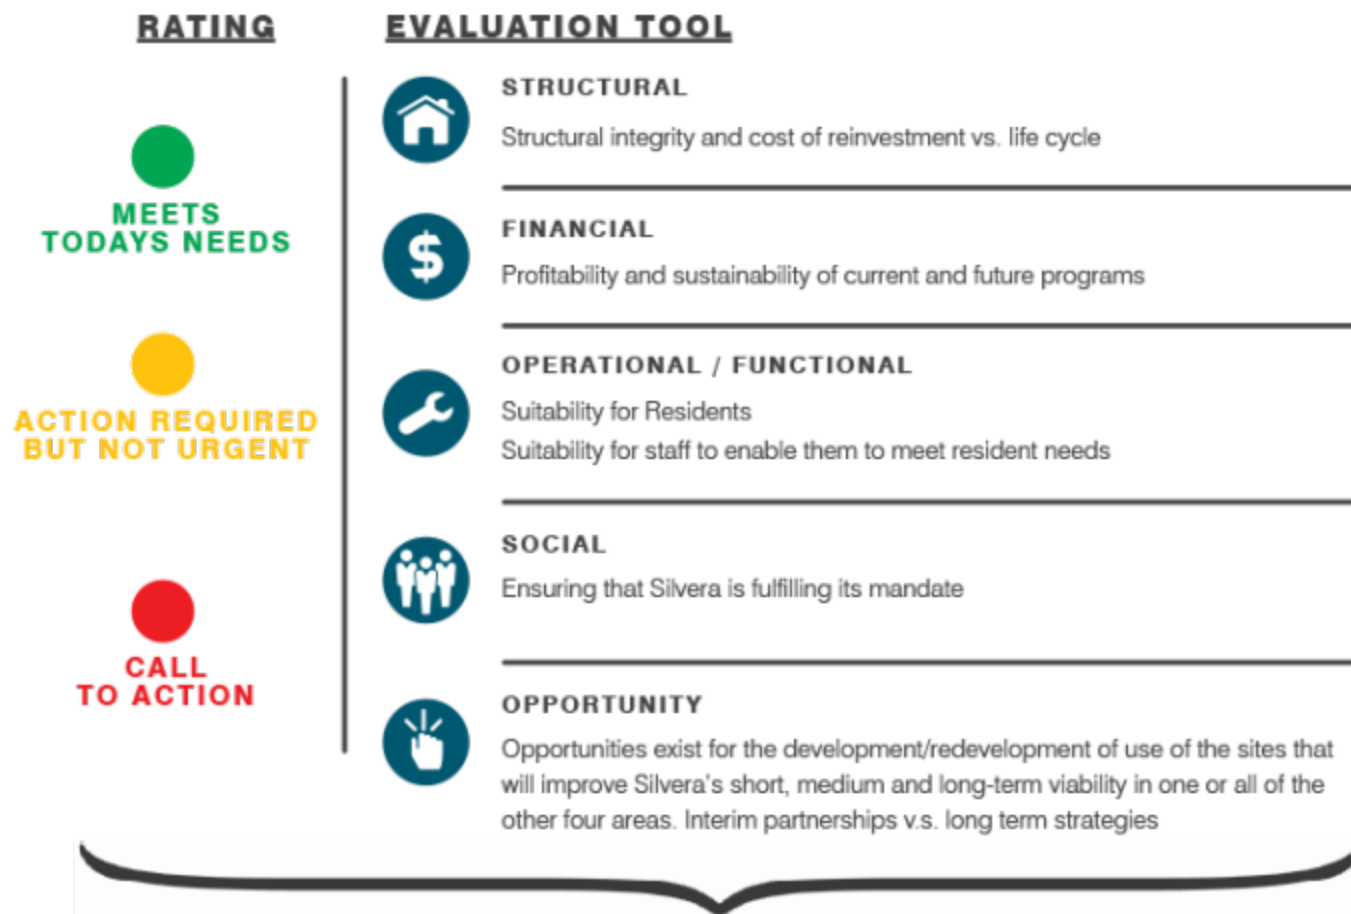 RATING
EVALUATION TOOL
MEETS
TODAYS NEEDS
ACTION REQUIRED
BUT NOT URGENT
CALL
TO ACTION
STRUCTURAL
Structural integrity and cost of reinvestment vs. life cycle
FINANCIAL
Profitability and sustainability of current and future programs
OPERATIONAL / FUNCTIONAL
Suitability for Residents
Suitability for staff to enable them to meet resident needs
SOCIAL
Ensuring that Silvera is fulfilling its mandate
OPPORTUNITY
Opportunities exist for the development/redevelopment of use of the sites that
will improve Silvera's short, medium and long-term viability in one or all of the
other four areas. Interim partnerships v.s. long term strategies